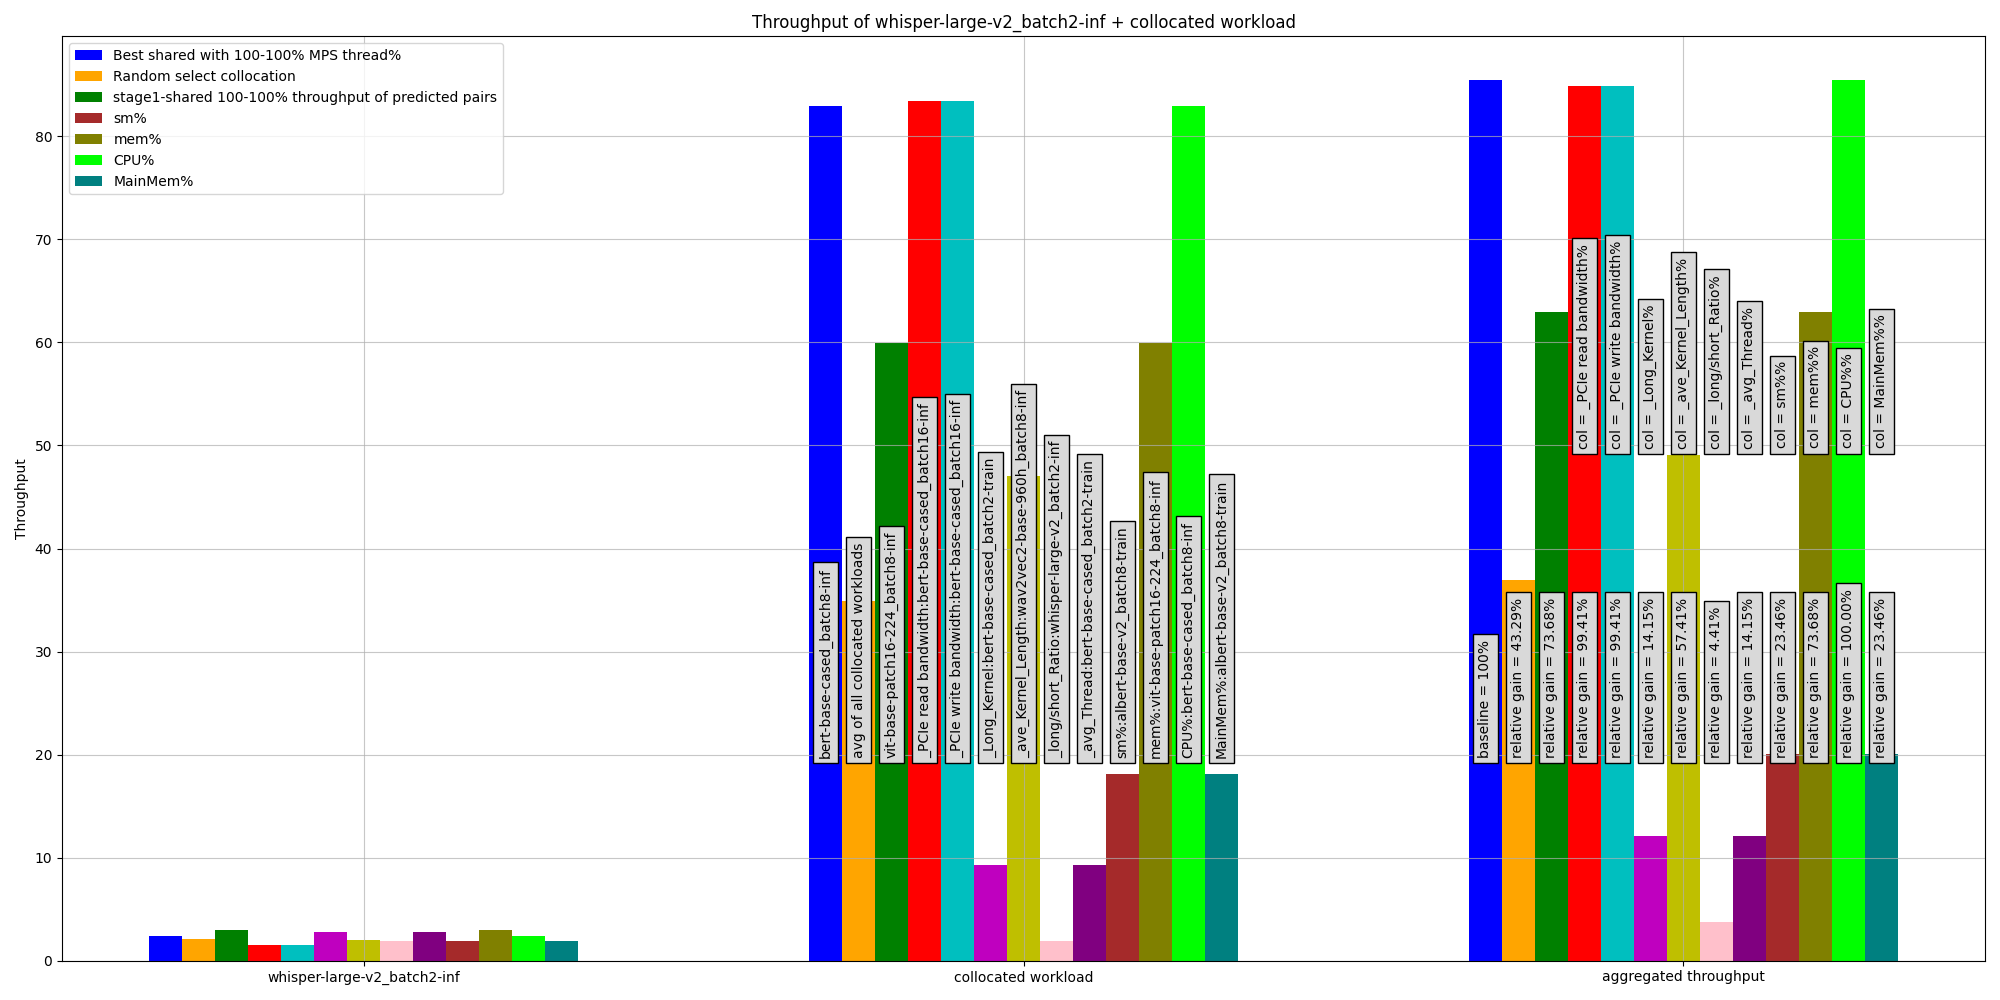 Throughput of whisper-large-v2_batch2-inf + collocated workload
Best shared with 100-100% MPS thread%
Random select collocation
stage1-shared 100-100% throughput of predicted pairs
sm%
mem%
CPU%
MainMem%
Throughput
80
70
60
50
40
30
20
10
0
bert-base-cased_batch8-inf
avg of all collocated workloads
vit-base-patch16-224_batch8-inf
_PCIe read bandwidth:bert-base-cased_batch16-inf
_PCIe write bandwidth:bert-base-cased_batch16-inf
_Long_Kernel:bert-base-cased_batch2-train
_ave_Kernel_Length:wav2vec2-base-960h_batch8-inf
_long/short_Ratio:whisper-large-v2_batch2-inf
_avg_Thread:bert-base-cased_batch2-train
sm%:albert-base-v2_batch8-train
mem%:vit-base-patch16-224_batch8-inf
CPU%:bert-base-cased_batch8-inf
MainMem%:albert-base-v2_batch8-train
col = _PCIe read bandwidth%
col = _PCIe write bandwidth%
col = _Long_Kernel%
col = _ave_Kernel_Length%
col = _long/short_Ratio%
col = _avg_Thread%
col = sm%%
col = mem%%
col = CPU%%
col = MainMem%%
baseline = 100%
relative gain = 43.29%
relative gain = 73.68%
relative gain = 99.41%
relative gain = 99.41%
relative gain = 14.15%
relative gain = 57.41%
relative gain = 4.41%
relative gain = 14.15%
relative gain = 23.46%
relative gain = 73.68%
relative gain = 100.00%
relative gain = 23.46%
whisper-large-v2_batch2-inf
collocated workload
aggregated throughput